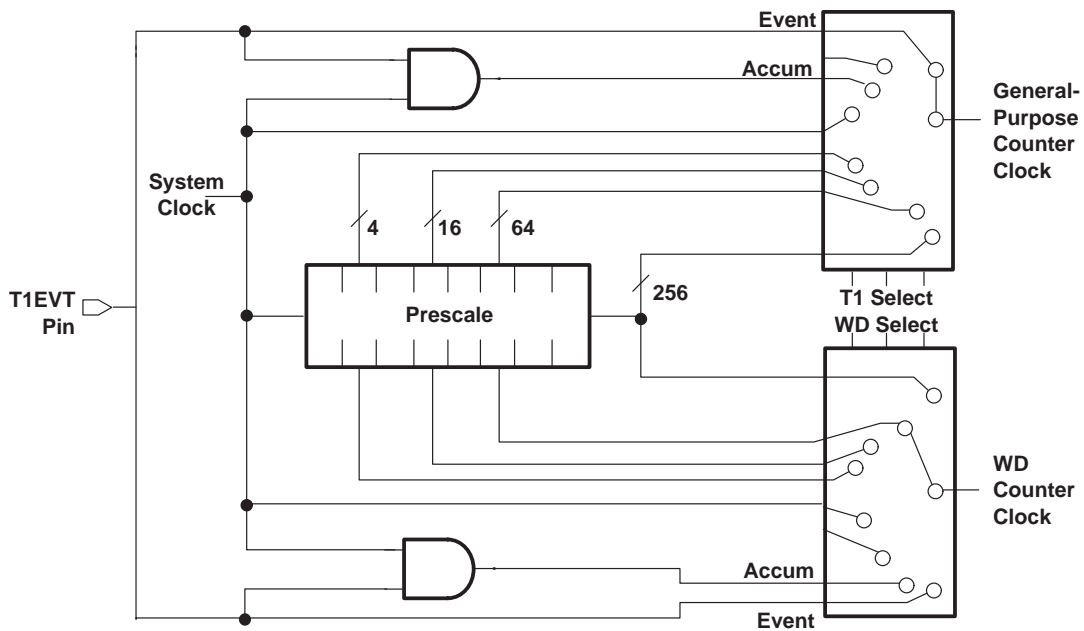 Event
Accum
General-
Purpose
Counter
Clock
System
Clock
4
16
64
T1EVT
Pin
Prescale
256
T1 Select
WD Select
WD
Counter
Clock
Accum
Event